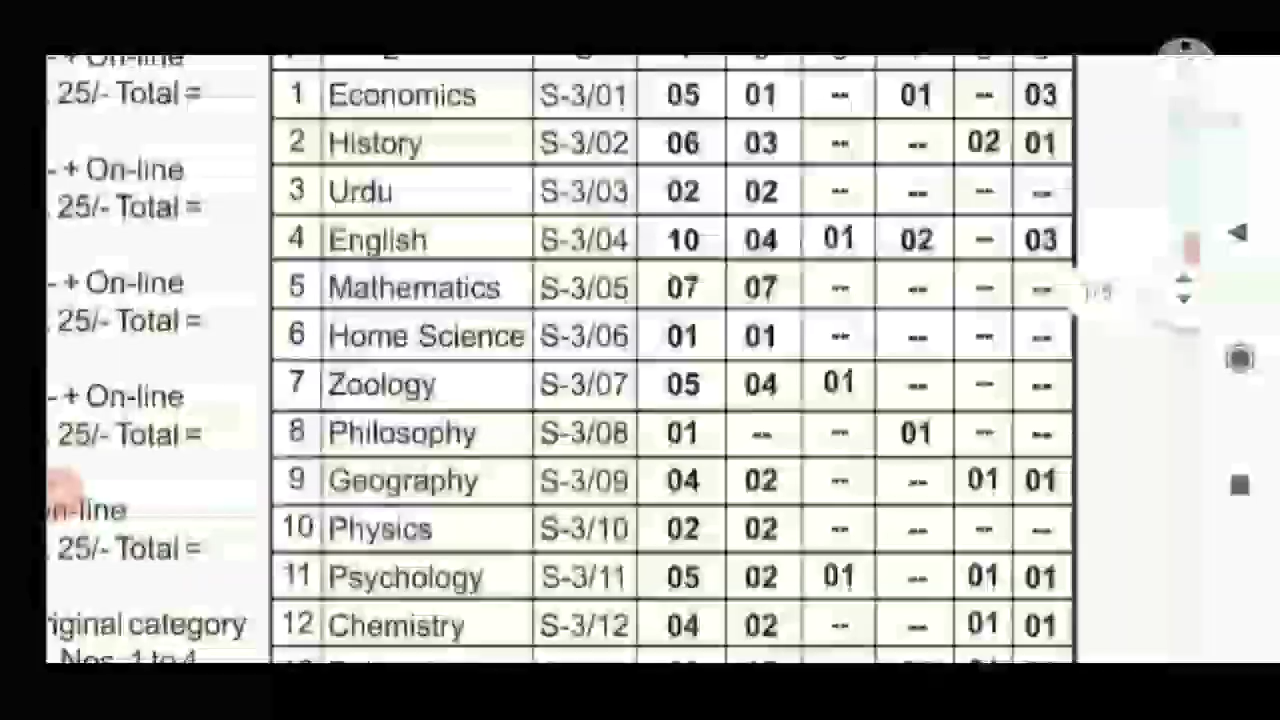 - + On-line
25/- Total =
- + On-line
25/- Total =
- + On-line
25/- Total =
- + On-line
25/- Total =
n-line
25/- Total =
riginal category
Nos. 1 to 4
1 Economics S-3/01 05 01 -- 01 -- 03
2 History S-3/02 06 03 -- -- 02 01
3 Urdu S-3/03 02 02 -- -- -- --
4 English S-3/04 10 04 01 02 -- 03
5 Mathematics S-3/05 07 07 -- -- -- --
6 Home Science S-3/06 01 01 -- -- -- --
7 Zoology S-3/07 05 04 01 -- -- --
8 Philosophy S-3/08 01 -- -- 01 -- --
9 Geography S-3/09 04 02 -- -- 01 01
10 Physics S-3/10 02 02 -- -- -- --
11 Psychology S-3/11 05 02 01 -- 01 01
12 Chemistry S-3/12 04 02 -- -- 01 01